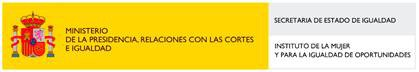 MINISTERIO
DE LA PRESIDENCIA, RELACIONES CON LAS CORTES
E IGUALDAD
SECRETARIA DE ESTADO DE IGUALDAD
INSTITUTO DE LA MUJER
Y PARA LA IGUALDAD DE OPORTUNIDADES